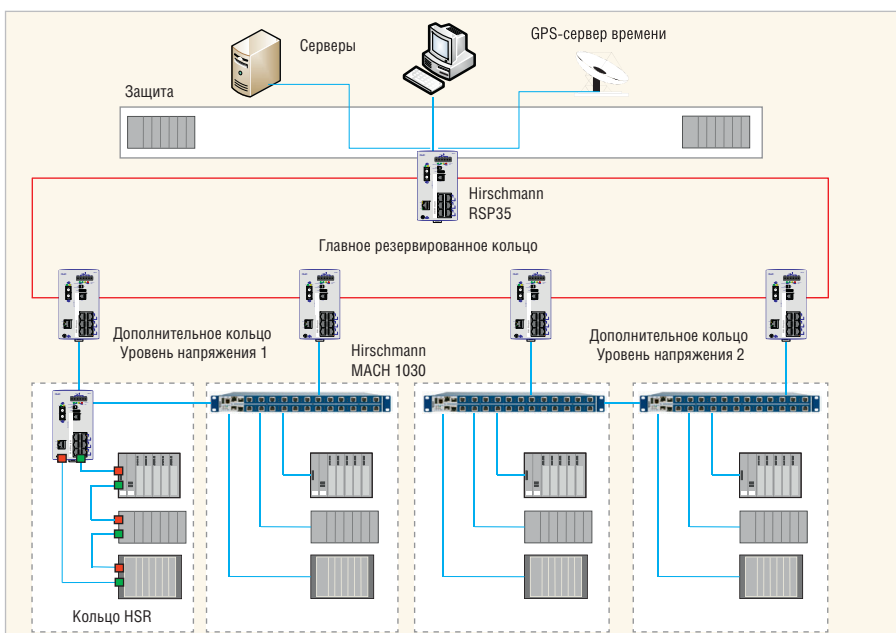 Серверы
GPS-сервер времени
Защита
Hirschmann
RSP35
Главное резервированное кольцо
Дополнительное кольцо
Уровень напряжения 1
Hirschmann
MACH 1030
Дополнительное кольцо
Уровень напряжения 2
Кольцо HSR